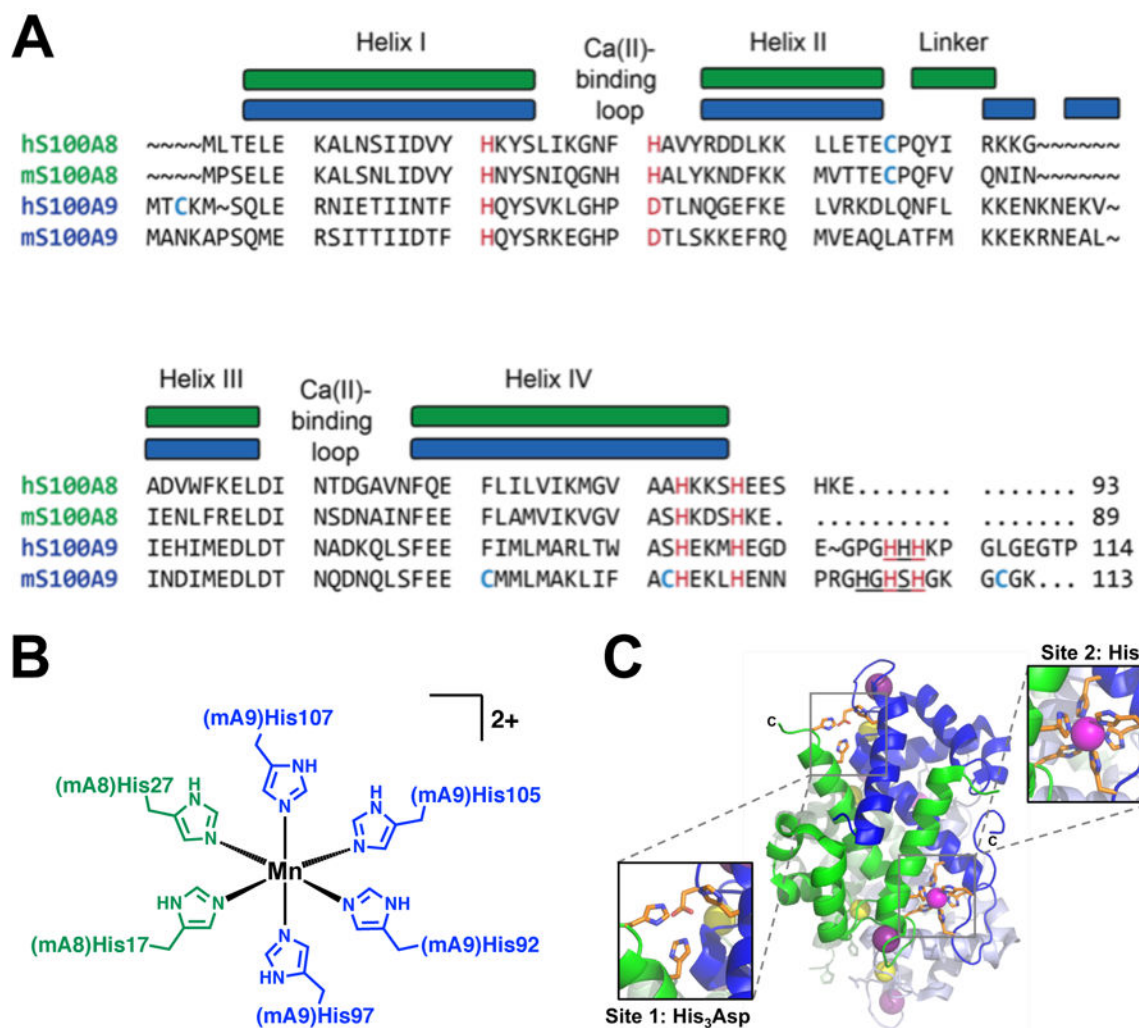 A
Helix I Ca(II)-binding loop Helix II Linker
hS100A8 ~~~~MLTELE KALNSIIDVY HKYSLIKGNF HAVYRDDLKK LLETECPQYI RKKG~~~~~~
mS100A8 ~~~~MPSELE KALSNLIDVY HNYSNIQGNH HALYKNDFKK MVTTECPQFV QNIN~~~~~~
hS100A9 MTCKM~SQLE RNIETIINTF HQYSVKLGHP DTLNQGEFKE LVRKDLQNFL KKENKNEKV~
mS100A9 MANKAPSQME RSITTIIDTF HQYSRKEGHP DTLSKKEFRQ MVEAQLATFM KKEKRNEAL~
Helix III Ca(II)-binding loop Helix IV
hS100A8 ADVWFKELDI NTDGAVNFQE FLILVIKMGV AAHKKSHEES HKE....... ....... 93
mS100A8 IENLFRELDI NSDNAINFEE FLAMVIKVGV ASHKDSHKE. .......... ....... 89
hS100A9 IEHIMEDLDT NADKQLSFEE FIMLMARLTW ASHEKMHEGD E~GPGHHHKP GLGEGTP 114
mS100A9 INDIMEDLDT NQDNQLSFEE CMMLMAKLIF ACHEKLHENN PRGHGHSHGK GCGK... 113
B
2+
(mA9)His107
(mA8)His27
(mA9)His105
H
N
NH
H
N
N
N
N
Mn
HN
N
N
NH
(mA8)His17
N
(mA9)His92
HN
(mA9)His97
C
Site 2: His
C
C
Site 1: His₃Asp